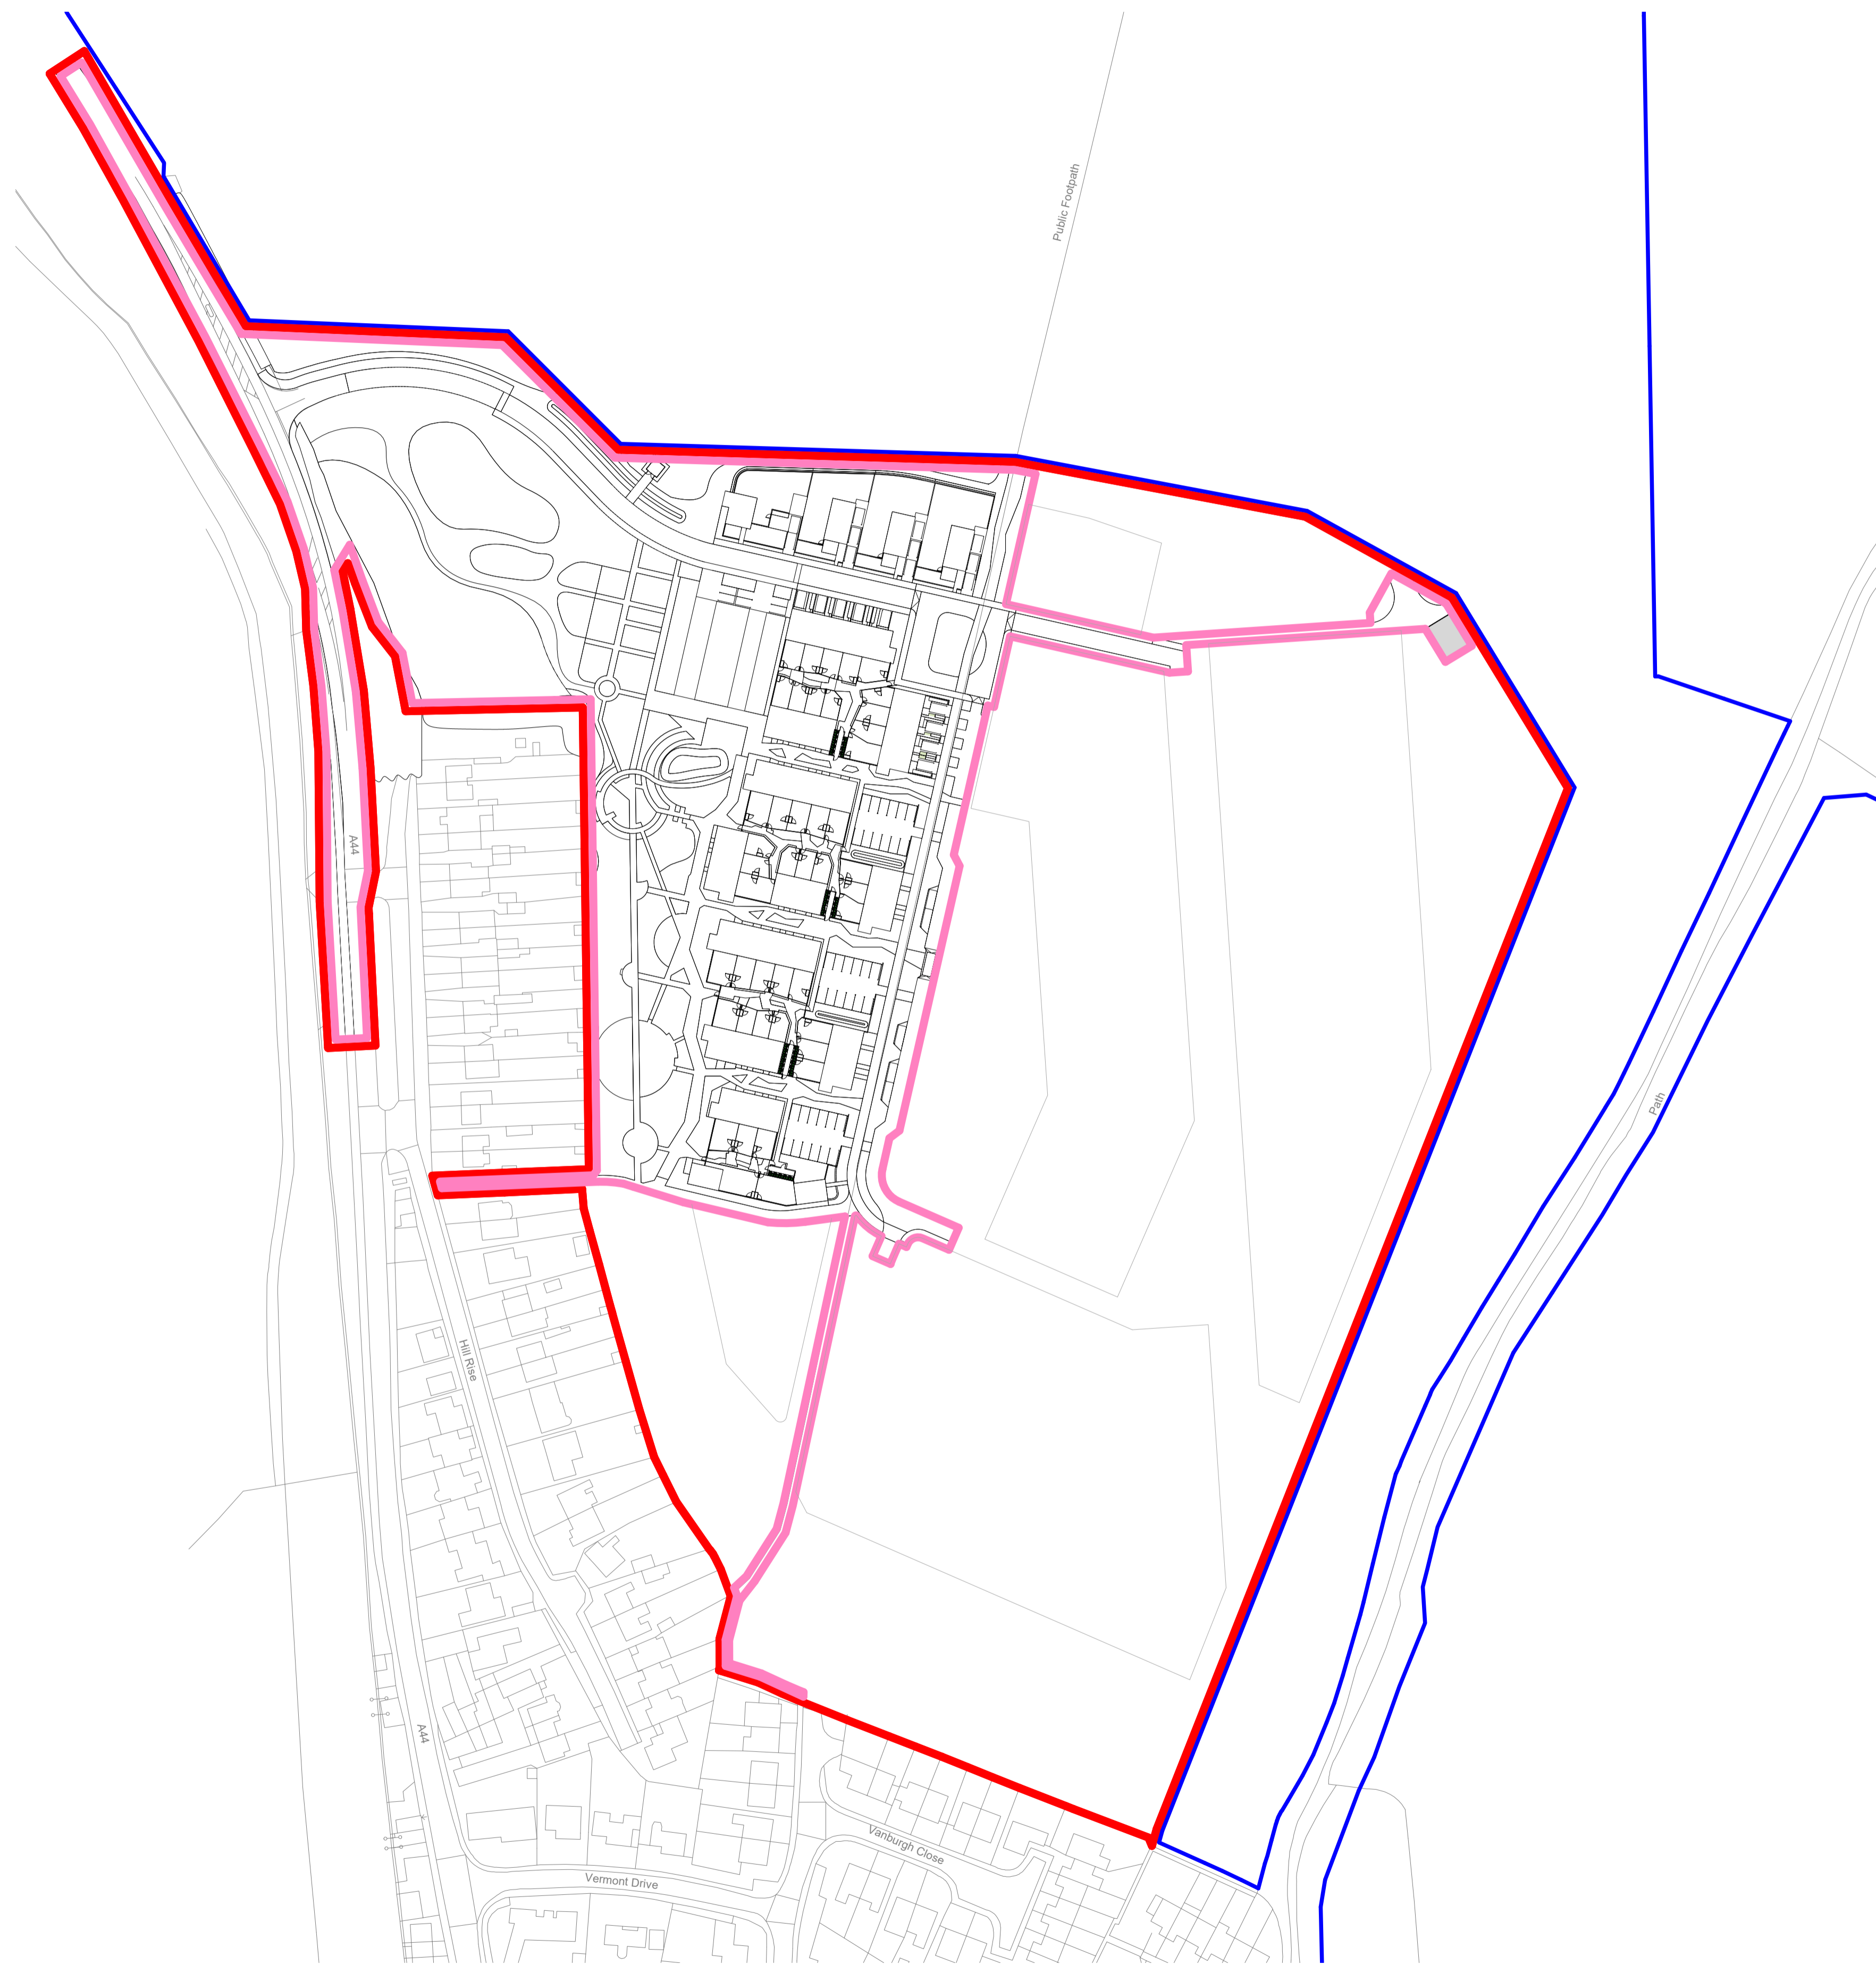 Public Footpath
A44
Path
Hill Rise
A44
Vanburgh Close
Vermont Drive